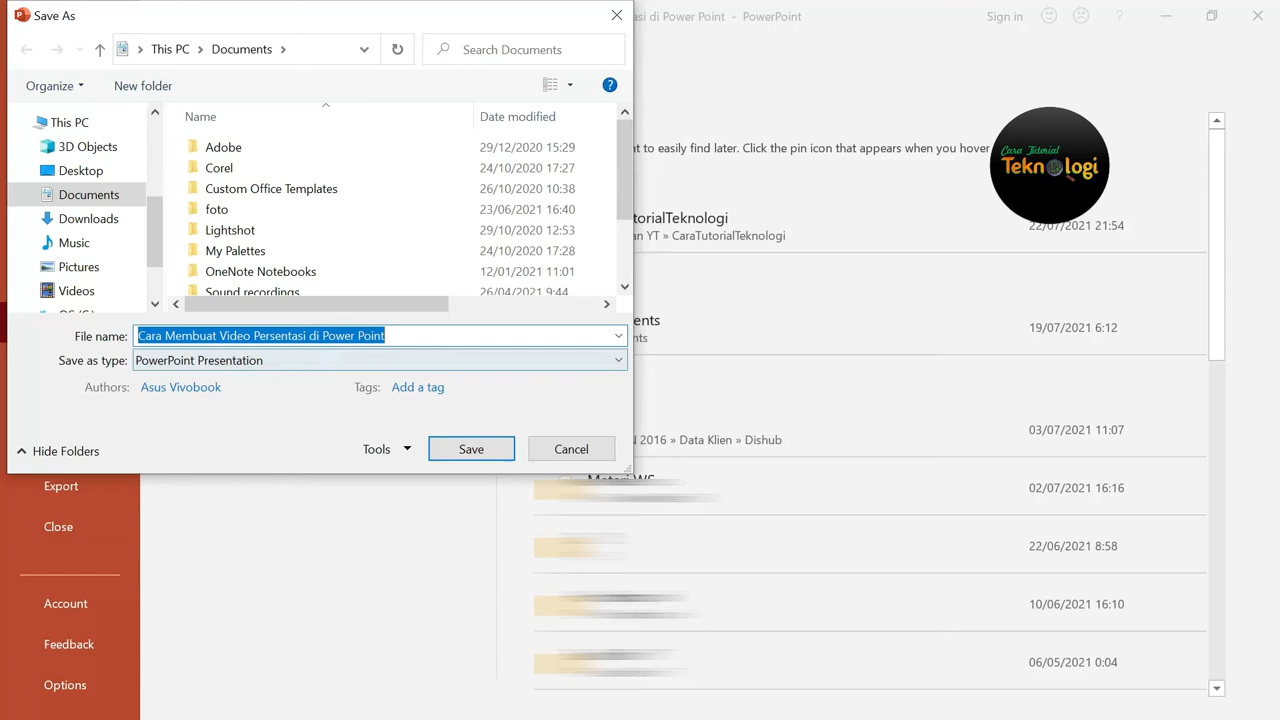 Save As
si di Power Point - PowerPoint
Sign in
?
This PC
Documents
Search Documents
Organize
New folder
?
This PC
3D Objects
Desktop
Documents
Downloads
Music
Pictures
Videos
Name
Date modified
Adobe 29/12/2020 15:29
Corel 24/10/2020 17:27
Custom Office Templates 26/10/2020 10:38
foto 23/06/2021 16:40
Lightshot 29/10/2020 12:53
My Palettes 24/10/2020 17:28
OneNote Notebooks 12/01/2021 11:01
Sound recordings 26/04/2021 9:44
File name: Cara Membuat Video Persentasi di Power Point
Save as type: PowerPoint Presentation
Authors: Asus Vivobook Tags: Add a tag
Hide Folders
Tools
Save
Cancel
Export
Close
Account
Feedback
Options
t to easily find later. Click the pin icon that appears when you hover
Cara Tutorial
Teknologi
torialTeknologi
an YT » CaraTutorialTeknologi
22/07/2021 21:54
ents
nts
19/07/2021 6:12
N 2016 » Data Klien » Dishub
03/07/2021 11:07
02/07/2021 16:16
22/06/2021 8:58
10/06/2021 16:10
06/05/2021 0:04